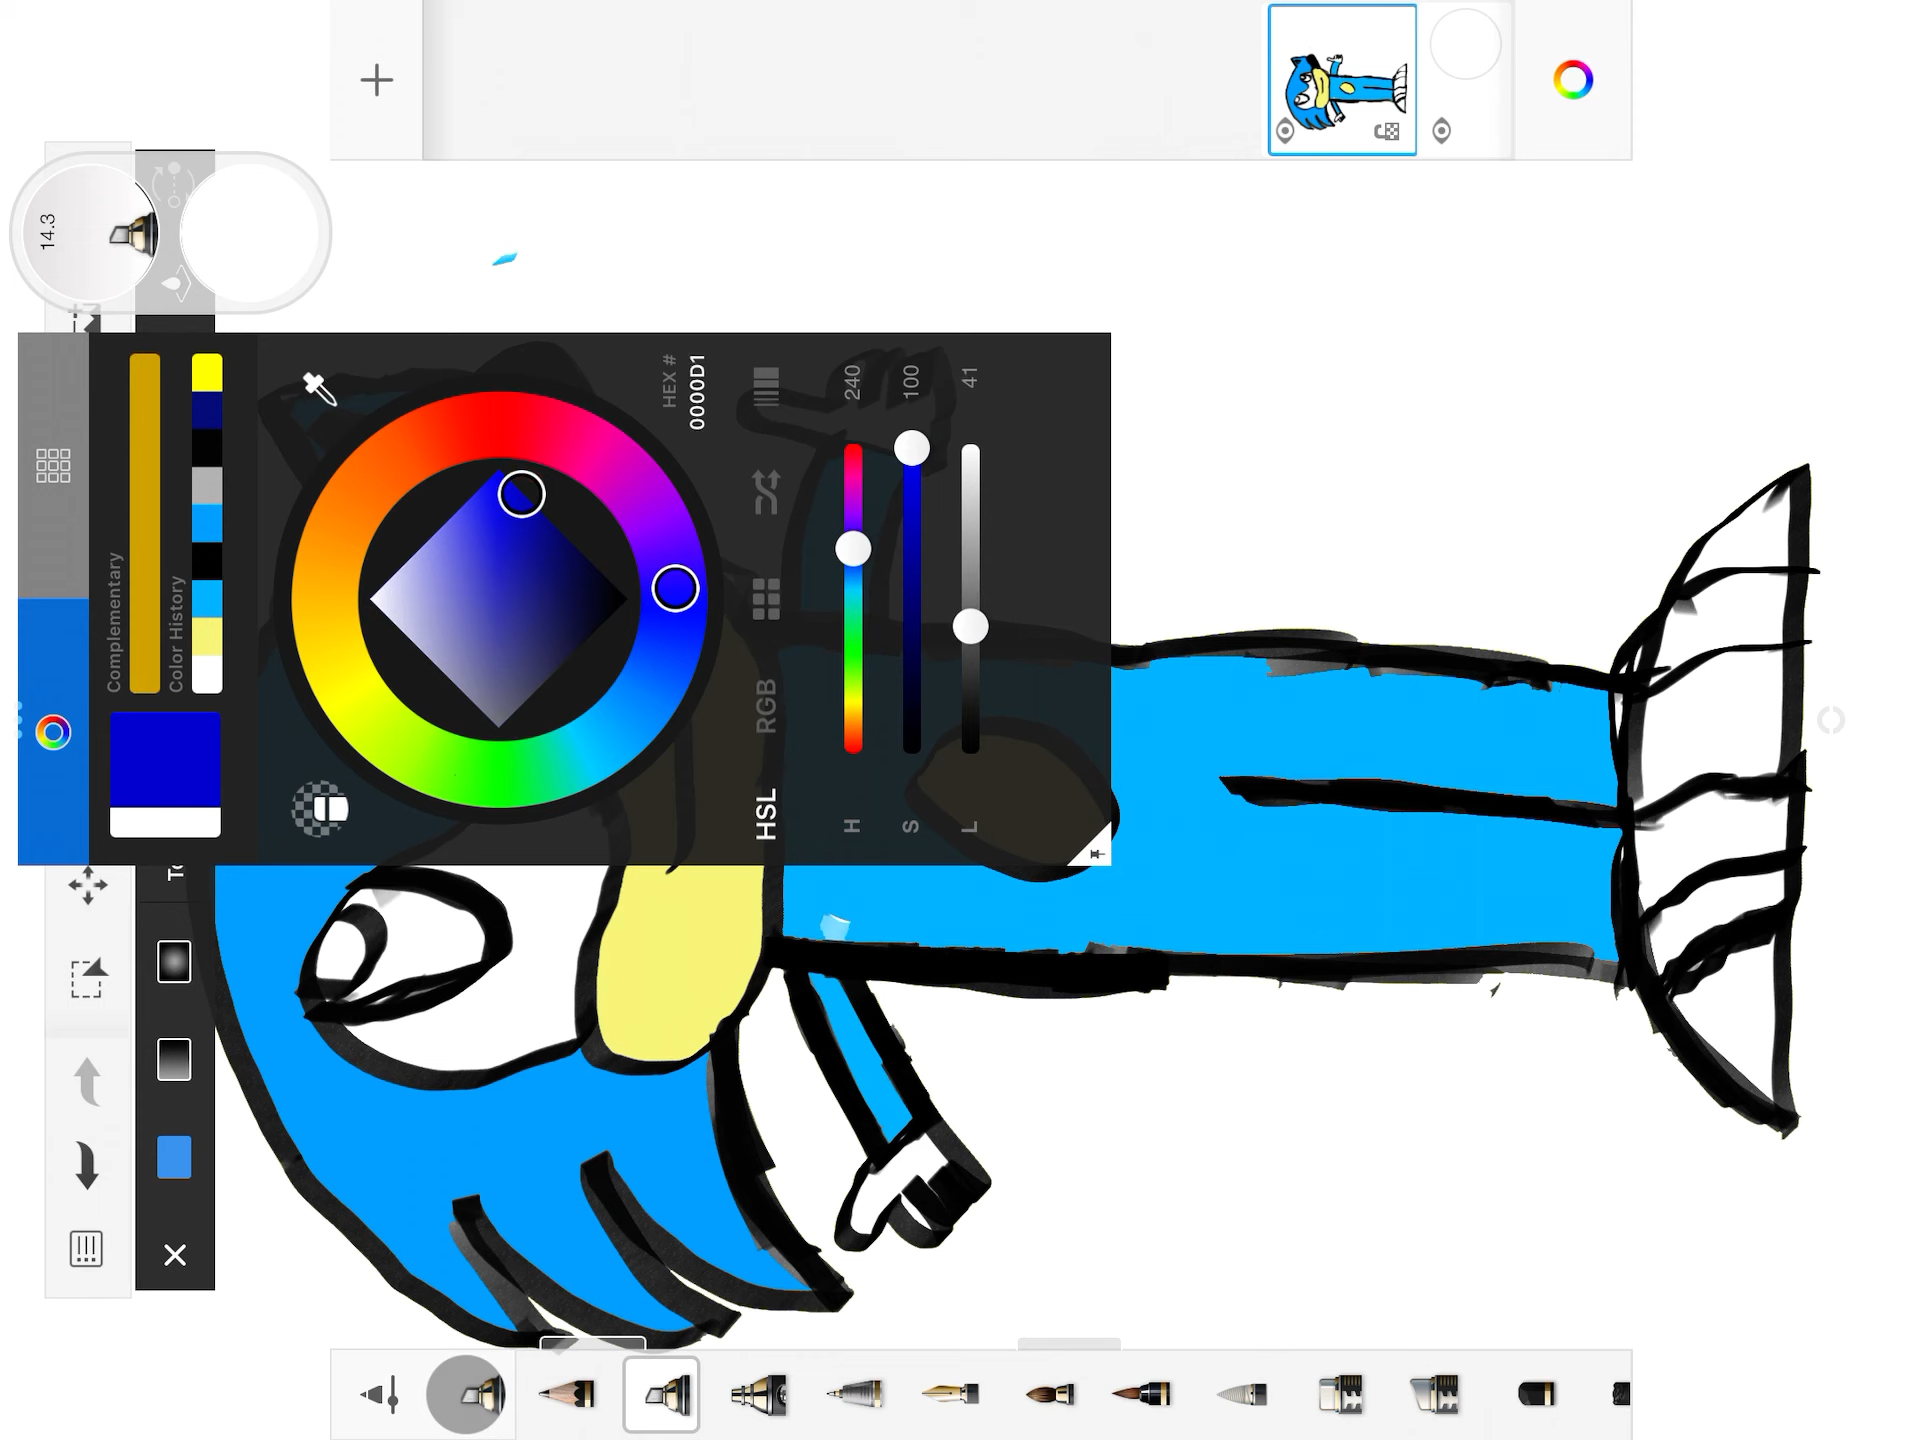 14.3
Complementary
Color History
HEX #
0000D1
HSL
RGB
H
240
S
100
L
41